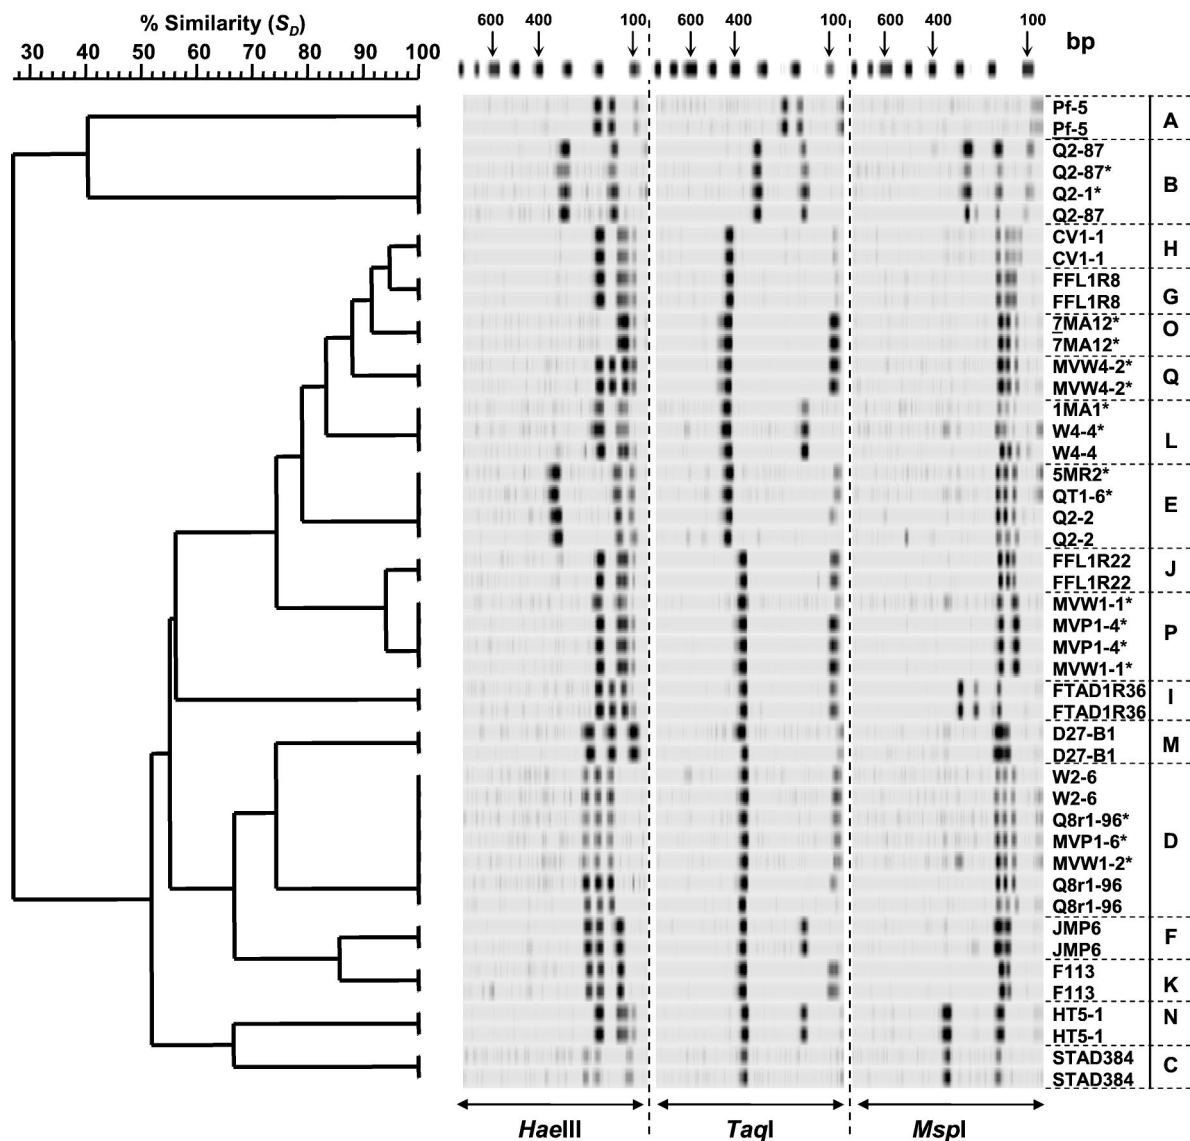 % Similarity (SD)
30 40 50 60 70 80 90 100
600 400 100 600 400 100 600 400 100
bp
Pf-5
A
Pf-5
Q2-87
Q2-87*
B
Q2-1*
Q2-87
CV1-1
H
CV1-1
FFL1R8
G
FFL1R8
7MA12*
O
7MA12*
MVW4-2*
Q
MVW4-2*
1MA1*
W4-4*
L
W4-4
5MR2*
QT1-6*
E
Q2-2
Q2-2
FFL1R22
J
FFL1R22
MVW1-1*
MVP1-4*
P
MVP1-4*
MVW1-1*
FTAD1R36
I
FTAD1R36
D27-B1
M
D27-B1
W2-6
W2-6
Q8r1-96*
MVP1-6*
D
MVW1-2*
Q8r1-96
Q8r1-96
JMP6
F
JMP6
F113
K
F113
HT5-1
N
HT5-1
STAD384
C
STAD384
HaeIII TaqI MspI